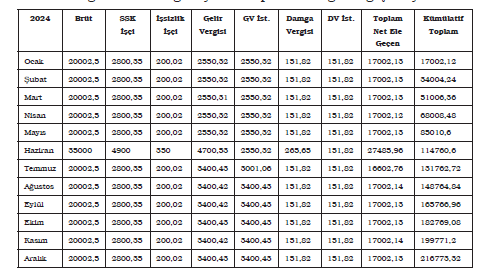 2024 Brüt SSK İşçi İşsizlik İşçi Gelir Vergisi GV İst. Damga Vergisi DV İst. Toplam Net Ele Geçen Kümülatif Toplam
Ocak 20002,5 2800,35 200,02 2550,32 2550,32 151,82 151,82 17002,13 17002,12
Şubat 20002,5 2800,35 200,02 2550,32 2550,32 151,82 151,82 17002,13 34004,24
Mart 20002,5 2800,35 200,02 2550,31 2550,32 151,82 151,82 17002,13 51006,36
Nisan 20002,5 2800,35 200,02 2550,32 2550,32 151,82 151,82 17002,12 68008,48
Mayıs 20002,5 2800,35 200,02 2550,32 2550,32 151,82 151,82 17002,13 85010,6
Haziran 35000 4900 350 4700,53 2550,32 265,65 151,82 27485,96 114760,6
Temmuz 20002,5 2800,35 200,02 3400,43 3001,06 151,82 151,82 16602,76 131762,72
Ağustos 20002,5 2800,35 200,02 3400,42 3400,43 151,82 151,82 17002,14 148764,84
Eylül 20002,5 2800,35 200,02 3400,43 3400,43 151,82 151,82 17002,13 165766,96
Ekim 20002,5 2800,35 200,02 3400,43 3400,43 151,82 151,82 17002,13 182769,08
Kasım 20002,5 2800,35 200,02 3400,42 3400,43 151,82 151,82 17002,14 199771,2
Aralık 20002,5 2800,35 200,02 3400,43 3400,43 151,82 151,82 17002,13 216773,32